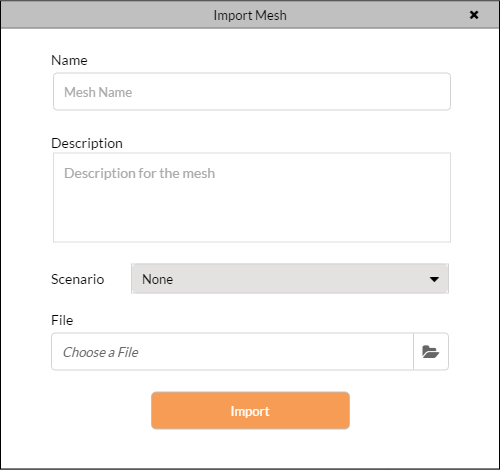 Import Mesh
Name
Mesh Name
Description
Description for the mesh
Scenario
None
File
Choose a File
Import